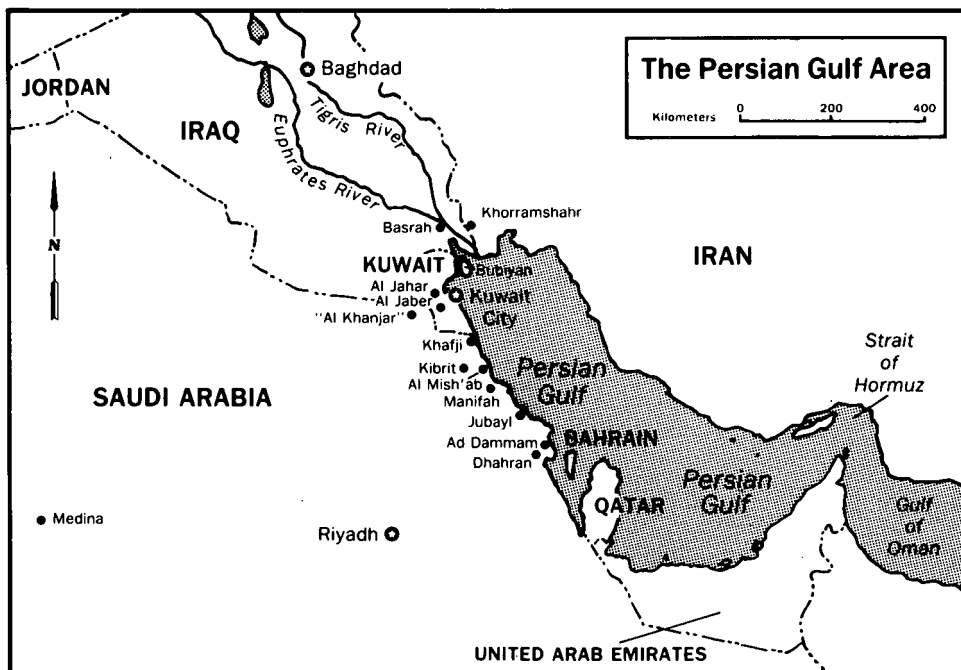 The Persian Gulf Area
Kilometers
0 200 400
Baghdad
JORDAN
IRAQ
Tigris River
Euphrates River
N
Basrah
Khorramshahr
IRAN
KUWAIT
Bubiyan
Al Jahar
Al Jaber
"Al Khanjar"
Kuwait
City
Khafji
Kibrit
Al Mish'ab
Manifah
Jubayl
Ad Dammam
Dhahran
Persian
Gulf
Strait
of
Hormuz
SAUDI ARABIA
BAHRAIN
QATAR
Persian
Gulf
Gulf
of
Oman
Medina
Riyadh
UNITED ARAB EMIRATES